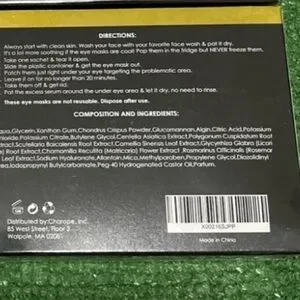 DIRECTIONS:
Always start with clean skin. Wash your face with your favorite face wash & pat it dry.
It's a lot more soothing if the eye masks are cool! Pop them in the fridge but NEVER freeze them.
Take one sachet & tear it open.
Slide the plastic container & get the eye mask out.
Patch them just right under your eye targeting the problematic area.
Leave it on for no longer than 20 minutes.
Take them off & get rid.
Pat the excess serum around the under eye area & let it dry, no need to rinse.
These eye masks are not reusable. Dispose after use.
COMPOSITION AND INGREDIENTS:
qua,Glycerin,Xanthan Gum,Chondrus Crispus Powder,Glucomannan,Algin,Citric Acid,Potassium
hloride,Potassium Citrate,Butylene Glycol,Centella Asiatica Extract,Polygonum Cuspidatum Root
xtract,Scutellaria Baicalensis Root Extract,Camellia Sinensis Leaf Extract,Glycyrrhiza Glabra (Licori
e) Root Extract,Chamomilla Recutita (Matricaria) Flower Extract ,Rosmarinus Officinalis (Rosemar
Leaf Extract,Sodium Hyaluronate,Allantoin,Mica,Methylparaben,Propylene Glycol,Diazolidinyl
ea,Iodopropynyl Butylcarbamate,Peg-40 Hydrogenated Castor Oil,Parfum.
Distributed by:Charope, Inc.
85 West Street, Floor 3
Walpole, MA 02081
X00216SJPP
Made in China